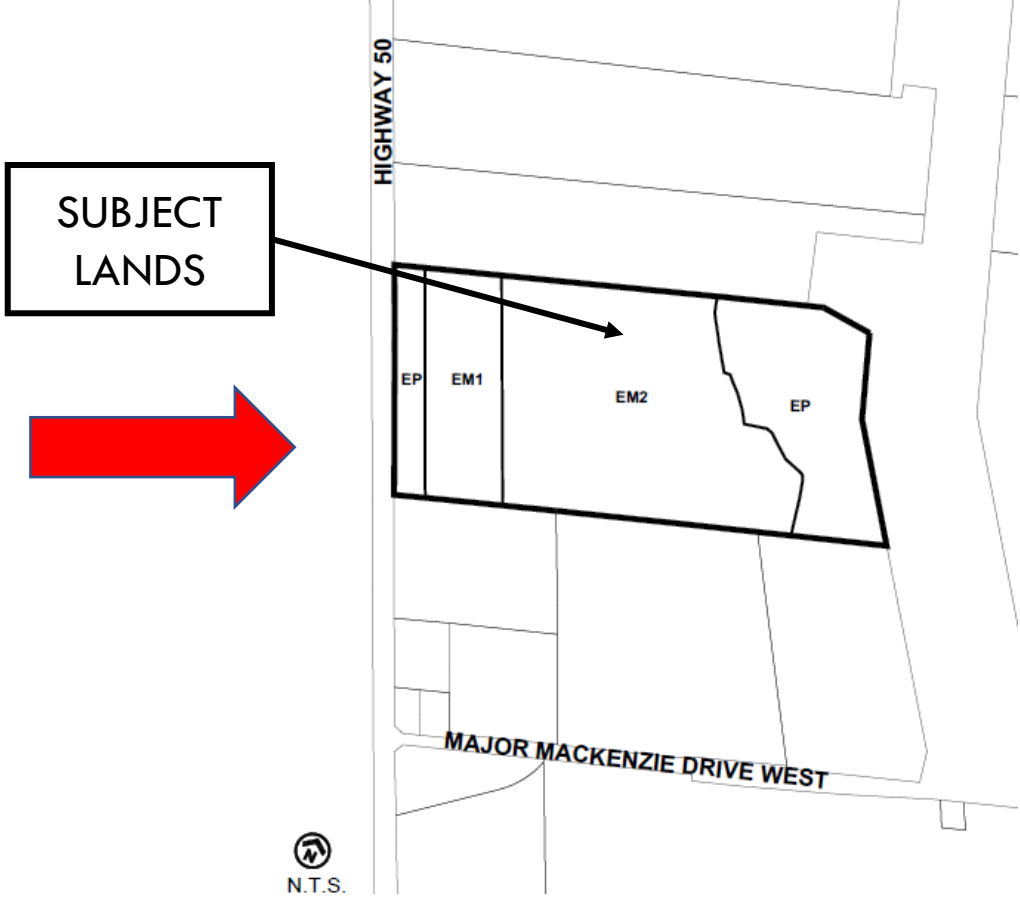 HIGHWAY 50
SUBJECT
LANDS
EP
EM1
EM2
EP
MAJOR MACKENZIE DRIVE WEST
N
N.T.S.